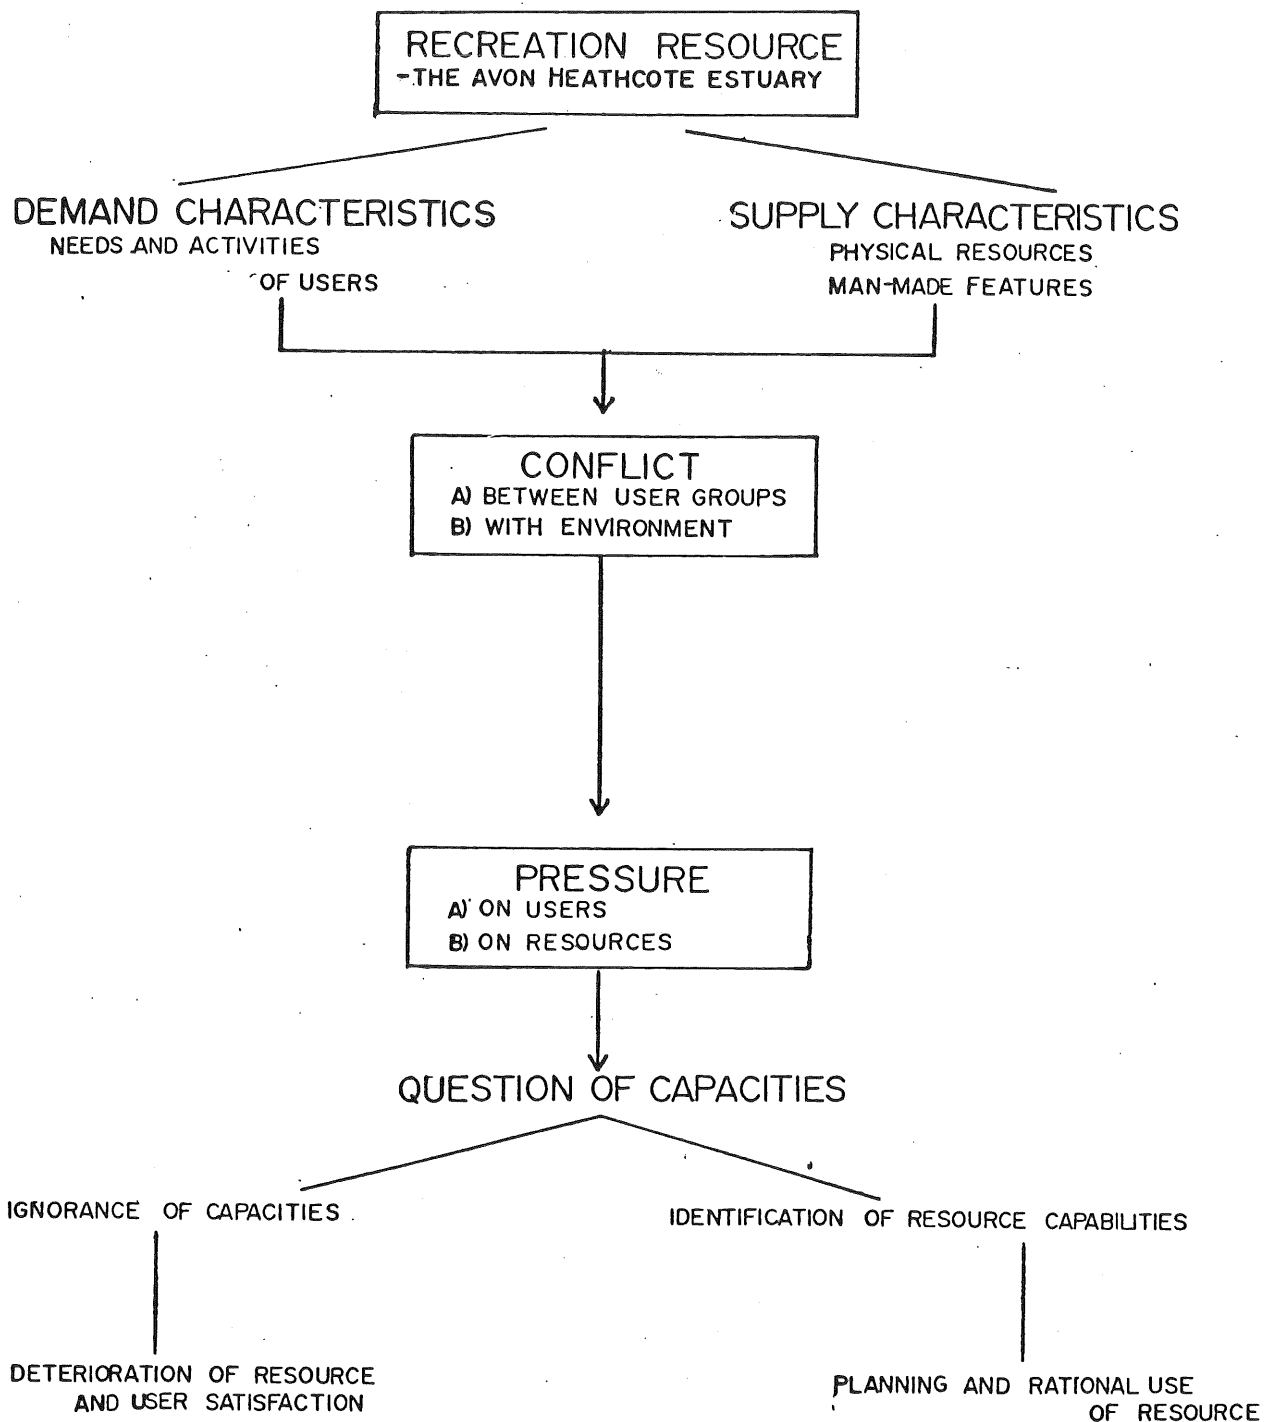 RECREATION RESOURCE
-THE AVON HEATHCOTE ESTUARY
DEMAND CHARACTERISTICS
NEEDS AND ACTIVITIES
OF USERS
SUPPLY CHARACTERISTICS
PHYSICAL RESOURCES
MAN-MADE FEATURES
CONFLICT
A) BETWEEN USER GROUPS
B) WITH ENVIRONMENT
PRESSURE
A) ON USERS
B) ON RESOURCES
QUESTION OF CAPACITIES
IGNORANCE OF CAPACITIES
IDENTIFICATION OF RESOURCE CAPABILITIES
DETERIORATION OF RESOURCE
AND USER SATISFACTION
PLANNING AND RATIONAL USE
OF RESOURCE